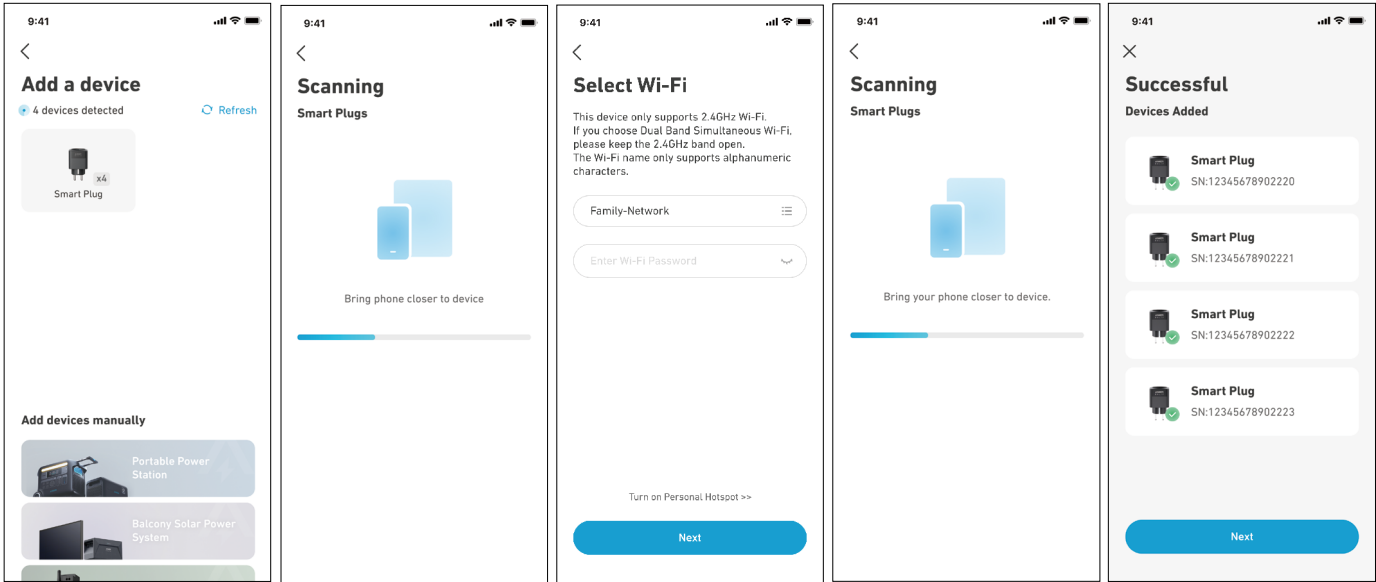 9:41
Add a device
4 devices detected
Refresh
x4
Smart Plug
Add devices manually
Portable Power
Station
Balcony Solar Power
System
9:41
Scanning
Smart Plugs
Bring phone closer to device
9:41
Select Wi-Fi
This device only supports 2.4GHz Wi-Fi.
If you choose Dual Band Simultaneous Wi-Fi,
please keep the 2.4GHz band open.
The Wi-Fi name only supports alphanumeric
characters.
Family-Network
Enter Wi-Fi Password
Turn on Personal Hotspot >>
Next
9:41
Scanning
Smart Plugs
Bring your phone closer to device.
9:41
Successful
Devices Added
Smart Plug
SN:12345678902220
Smart Plug
SN:12345678902221
Smart Plug
SN:12345678902222
Smart Plug
SN:12345678902223
Next